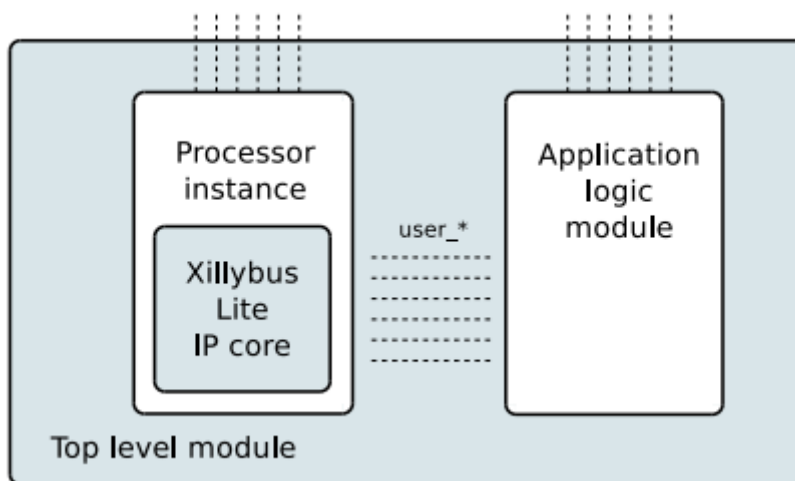 Processor
instance
Application
logic
module
user_*
Xillybus
Lite
IP core
Top level module